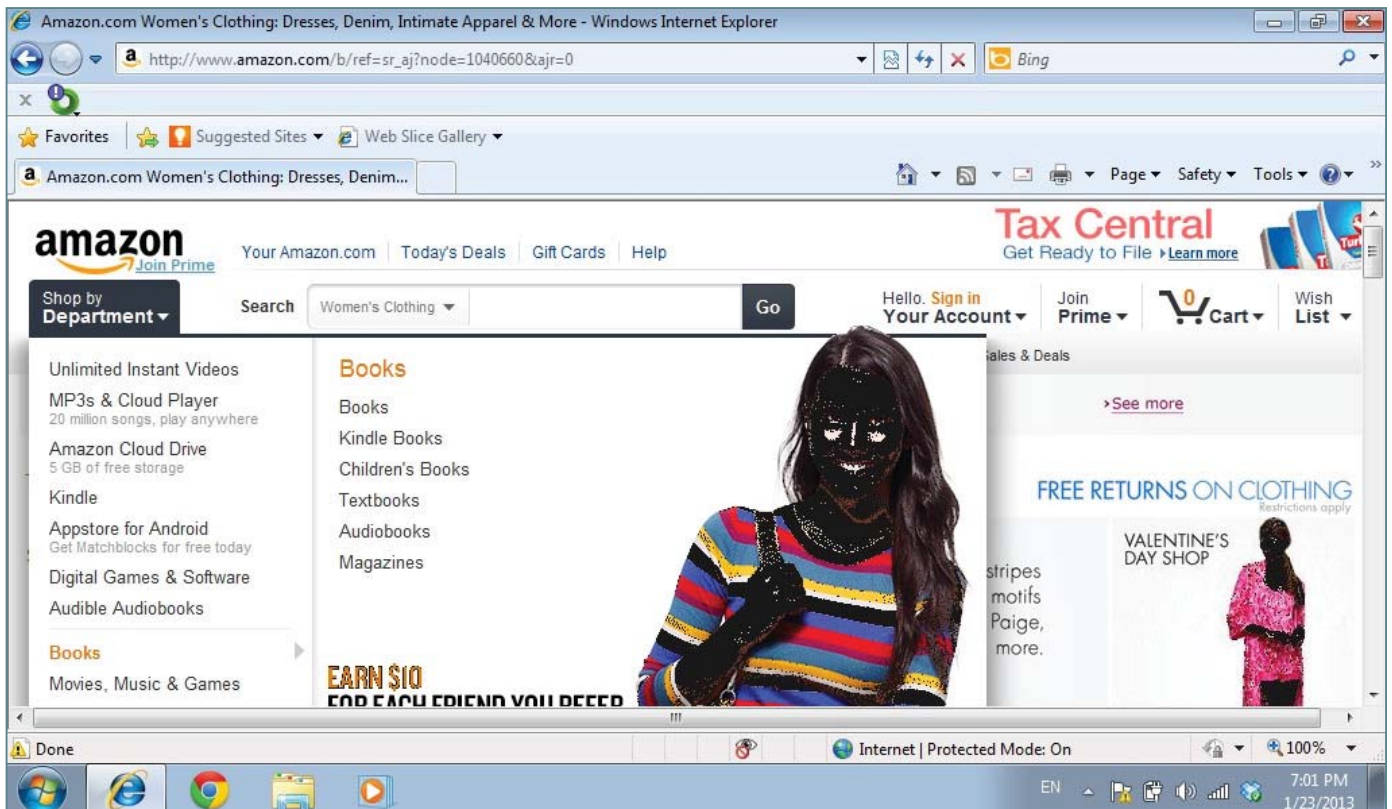 Amazon.com Women's Clothing: Dresses, Denim, Intimate Apparel & More - Windows Internet Explorer
http://www.amazon.com/b/ref=sr_aj?node=1040660&ajr=0
Bing
Favorites Suggested Sites Web Slice Gallery
Amazon.com Women's Clothing: Dresses, Denim...
Page Safety Tools
amazon
Join Prime
Your Amazon.com Today's Deals Gift Cards Help
Tax Central
Get Ready to File Learn more
Shop by
Department
Search Women's Clothing Go
Hello. Sign in
Your Account
Join
Prime
0
Cart
Wish
List
Sales & Deals
Unlimited Instant Videos
MP3s & Cloud Player
20 million songs, play anywhere
Amazon Cloud Drive
5 GB of free storage
Kindle
Appstore for Android
Get Matchblocks for free today
Digital Games & Software
Audible Audiobooks
Books
Movies, Music & Games
Books
Books
Kindle Books
Children's Books
Textbooks
Audiobooks
Magazines
EARN $10
FOR EACH FRIEND YOU REFER
See more
FREE RETURNS ON CLOTHING
Restrictions apply
stripes
motifs
Paige,
more.
VALENTINE'S
DAY SHOP
Done
Internet | Protected Mode: On
100%
EN
7:01 PM
1/23/2013